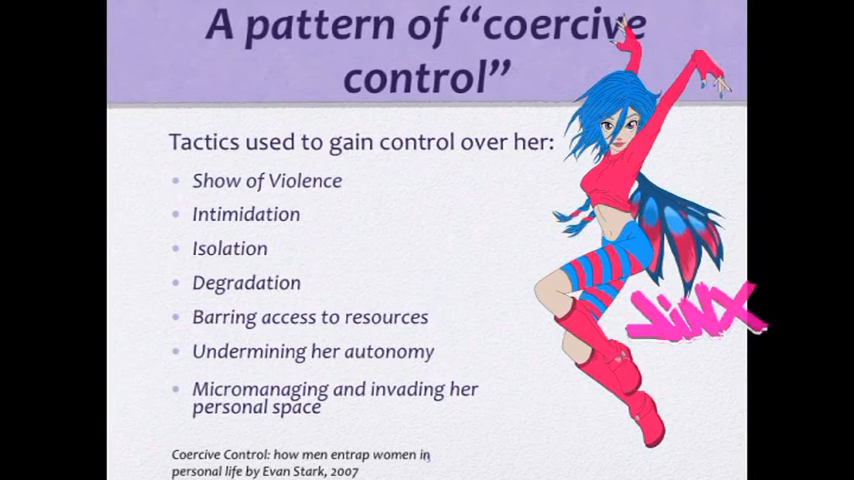 A pattern of “coercive
control”
Tactics used to gain control over her:
• Show of Violence
• Intimidation
• Isolation
• Degradation
• Barring access to resources
• Undermining her autonomy
• Micromanaging and invading her
personal space
JiNX
Coercive Control: how men entrap women in
personal life by Evan Stark, 2007